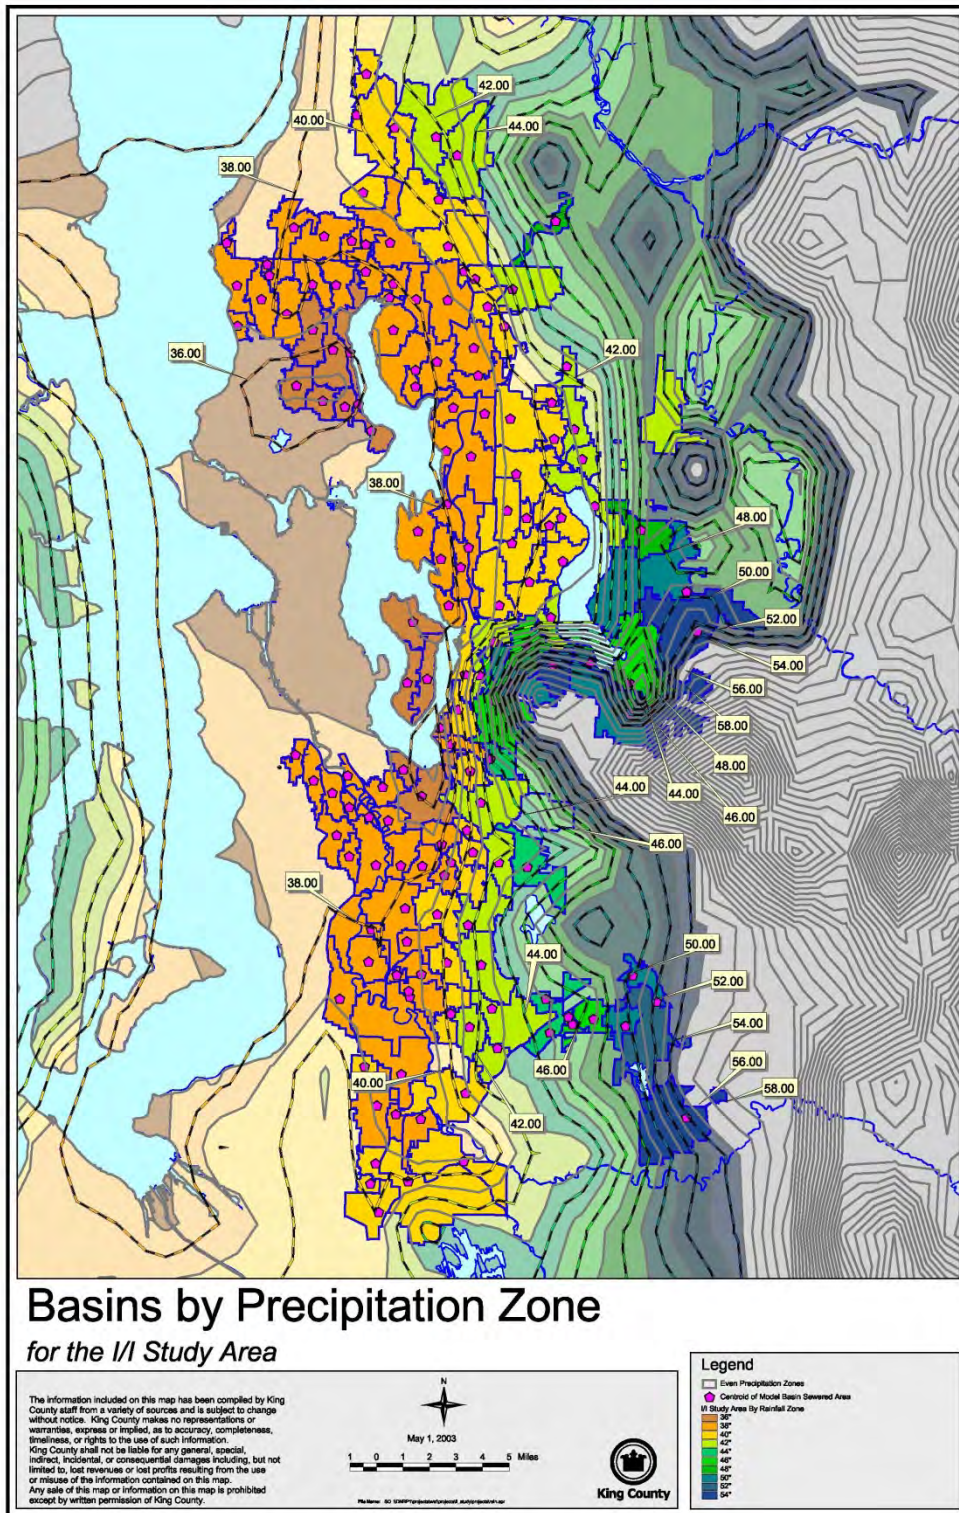 42.00
40.00
44.00
38.00
42.00
36.00
38.00
48.00
50.00
52.00
54.00
56.00
58.00
48.00
44.00
44.00
46.00
46.00
38.00
50.00
44.00
52.00
54.00
46.00
56.00
40.00
58.00
42.00
Basins by Precipitation Zone
for the I/I Study Area
The information included on this map has been compiled by King
County staff from a variety of sources and is subject to change
without notice. King County makes no representations or
warranties, express or implied, as to accuracy, completeness,
timeliness, or rights to the use of such information.
King County shall not be liable for any general, special,
indirect, incidental, or consequential damages including, but not
limited to, lost revenues or lost profits resulting from the use
or misuse of the information contained on this map.
Any sale of this map or information on this map is prohibited
except by written permission of King County.
N
May 1, 2003
1 0 1 2 3 4 5 Miles
File Name:
King County
Legend
Even Precipitation Zones
Centroid of Model Basin Sewered Area
I/I Study Area By Rainfall Zone
36"
38"
40"
42"
44"
46"
48"
50"
52"
54"